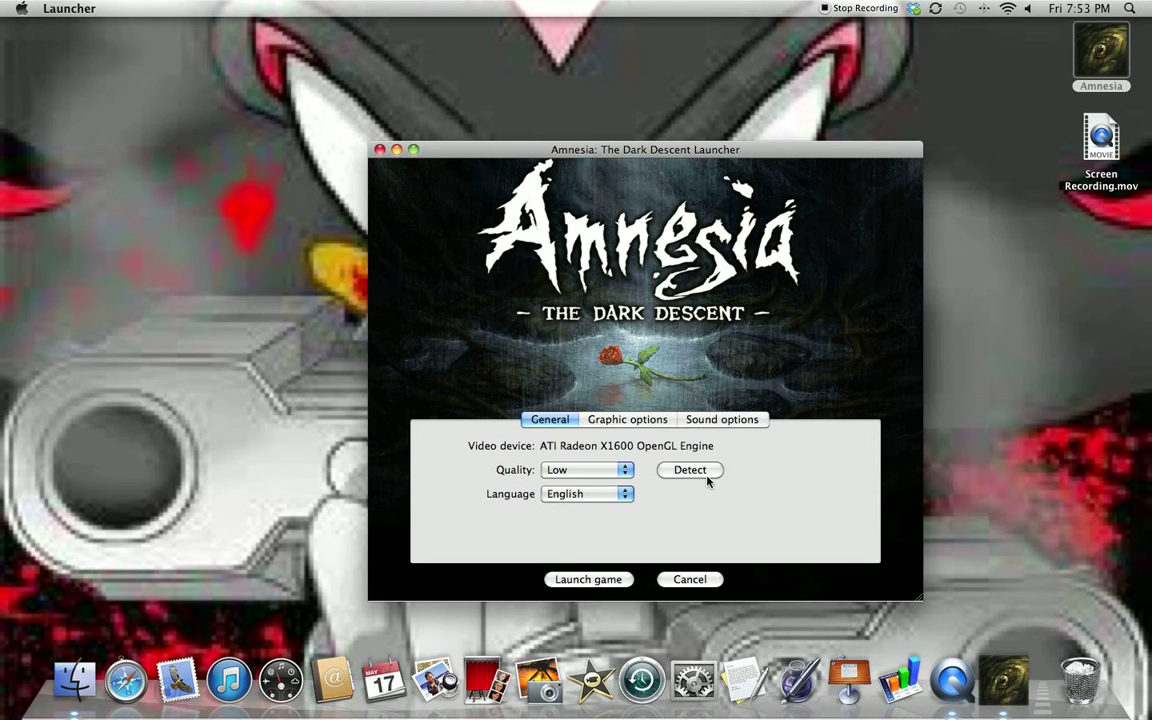 Launcher
Stop Recording
Fri 7:53 PM
Amnesia
MOVIE
Screen
Recording.mov
Amnesia: The Dark Descent Launcher
Amnesia
- THE DARK DESCENT -
General
Graphic options
Sound options
Video device: ATI Radeon X1600 OpenGL Engine
Quality: Low
Detect
Language English
Launch game
Cancel
MAY
17